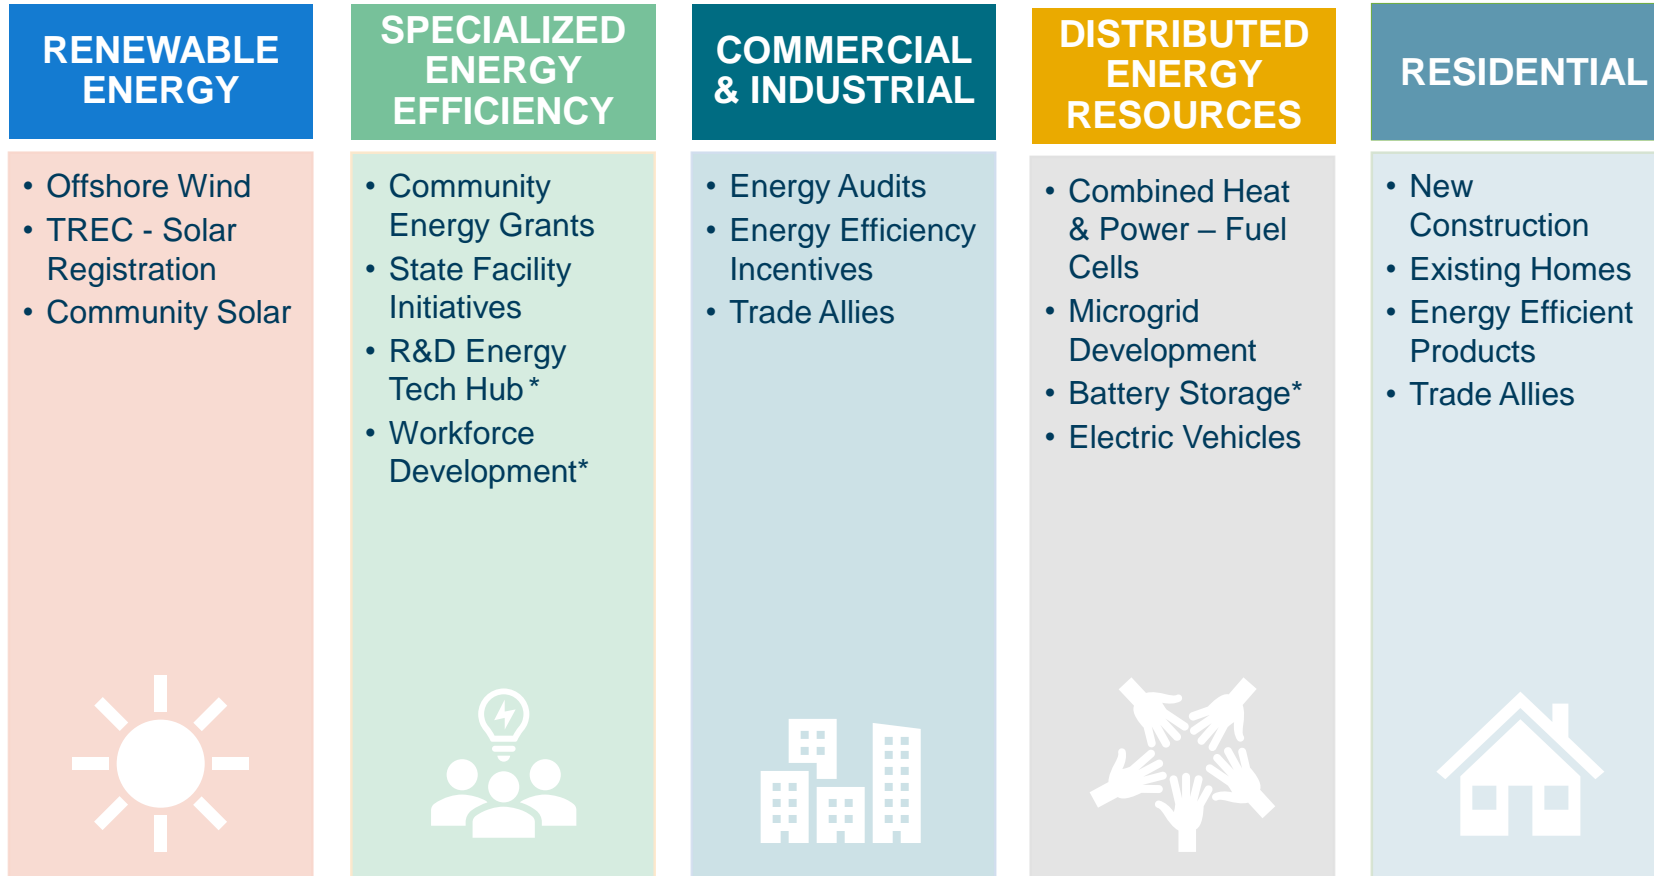 RENEWABLE
ENERGY
• Offshore Wind
• TREC - Solar
Registration
• Community Solar
SPECIALIZED
ENERGY
EFFICIENCY
• Community
Energy Grants
• State Facility
Initiatives
• R&D Energy
Tech Hub *
• Workforce
Development*
COMMERCIAL
& INDUSTRIAL
• Energy Audits
• Energy Efficiency
Incentives
• Trade Allies
DISTRIBUTED
ENERGY
RESOURCES
• Combined Heat
& Power – Fuel
Cells
• Microgrid
Development
• Battery Storage*
• Electric Vehicles
RESIDENTIAL
• New
Construction
• Existing Homes
• Energy Efficient
Products
• Trade Allies